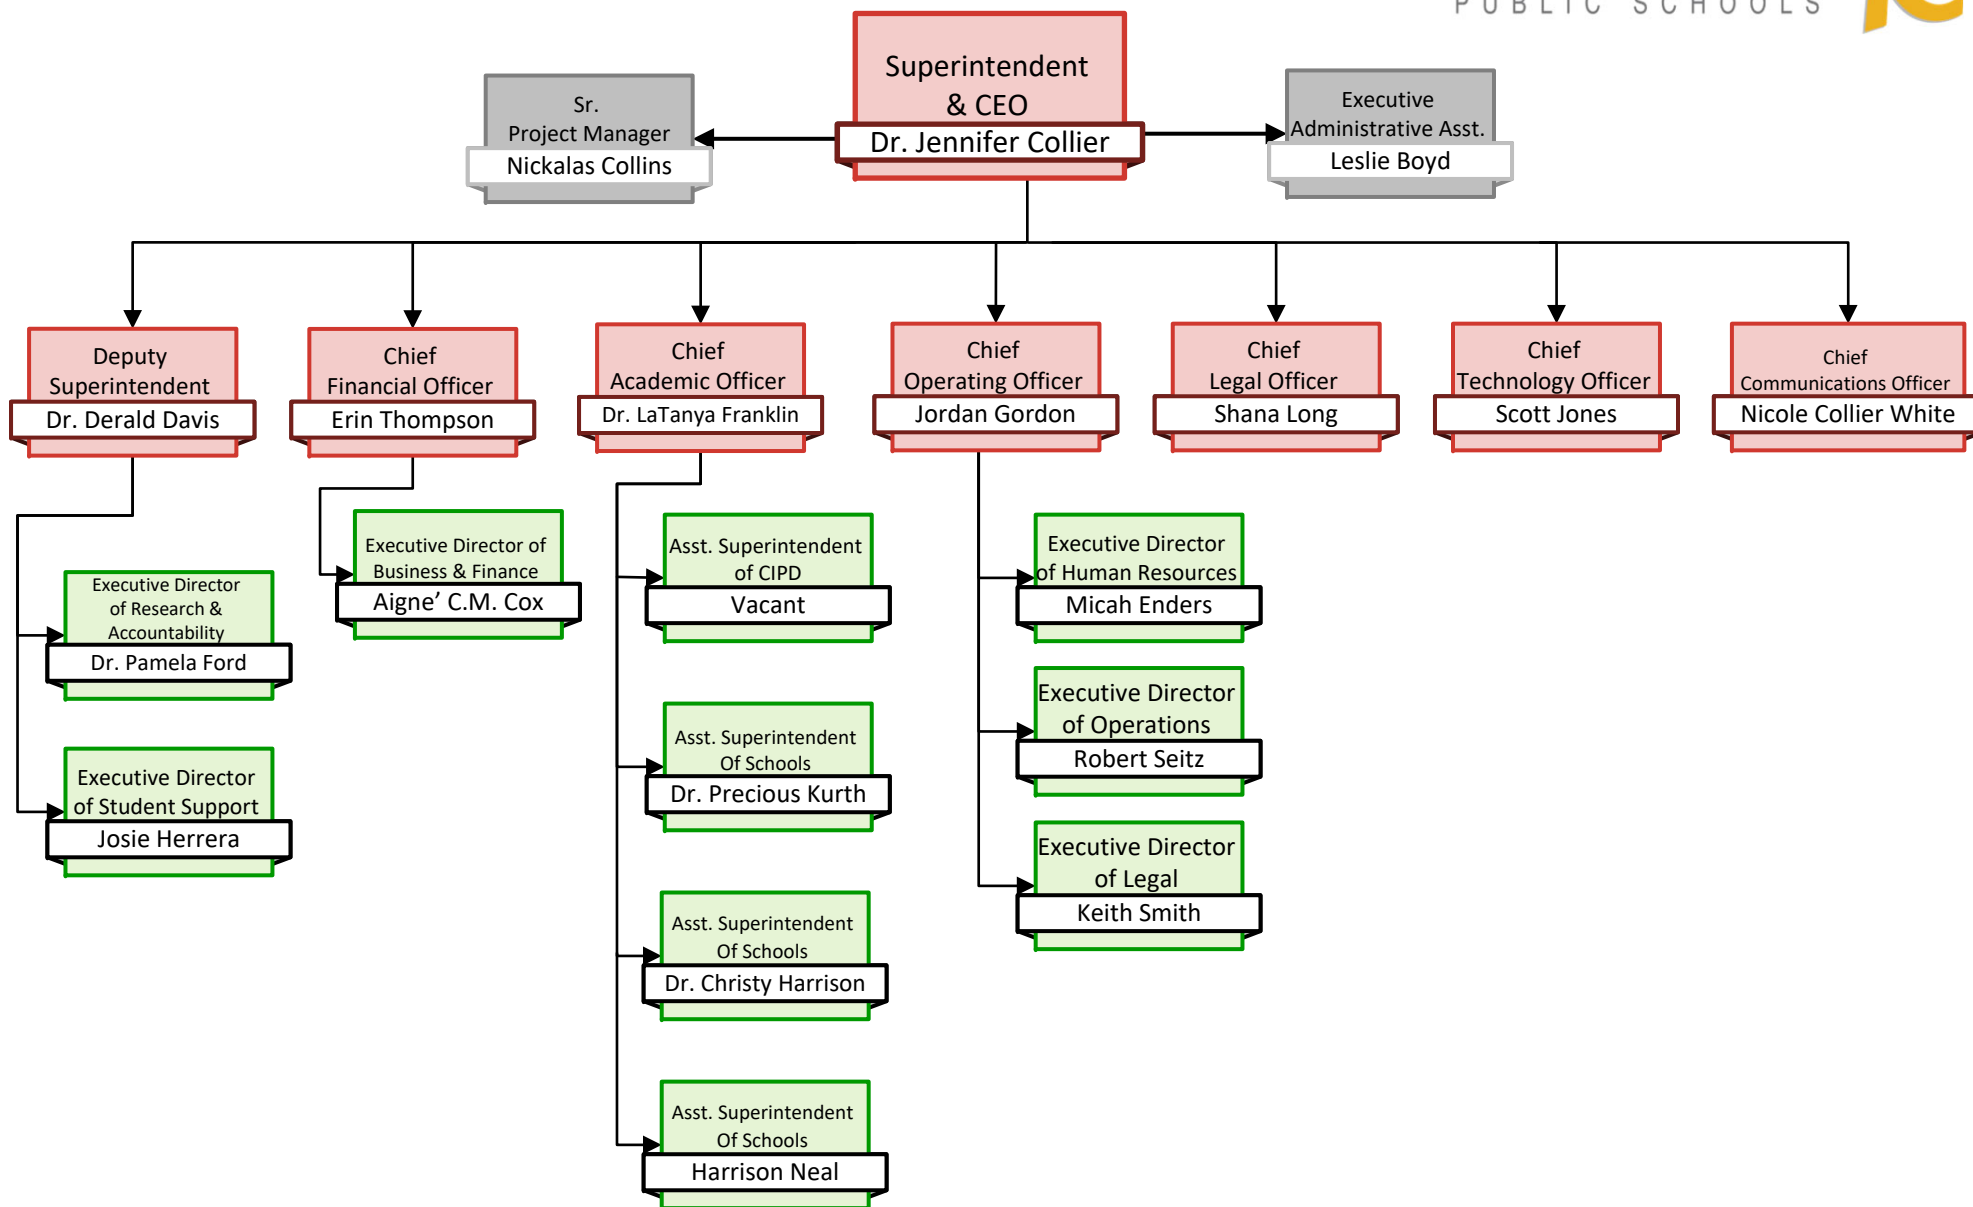 PUBLIC SCHOOLS
Superintendent
& CEO
Dr. Jennifer Collier
Sr.
Project Manager
Nickalas Collins
Executive
Administrative Asst.
Leslie Boyd
Deputy
Superintendent
Dr. Derald Davis
Chief
Financial Officer
Erin Thompson
Chief
Academic Officer
Dr. LaTanya Franklin
Chief
Operating Officer
Jordan Gordon
Chief
Legal Officer
Shana Long
Chief
Technology Officer
Scott Jones
Chief
Communications Officer
Nicole Collier White
Executive Director
of Research &
Accountability
Dr. Pamela Ford
Executive Director
of Student Support
Josie Herrera
Executive Director of
Business & Finance
Aigne’ C.M. Cox
Asst. Superintendent
of CIPD
Vacant
Asst. Superintendent
Of Schools
Dr. Precious Kurth
Asst. Superintendent
Of Schools
Dr. Christy Harrison
Asst. Superintendent
Of Schools
Harrison Neal
Executive Director
of Human Resources
Micah Enders
Executive Director
of Operations
Robert Seitz
Executive Director
of Legal
Keith Smith